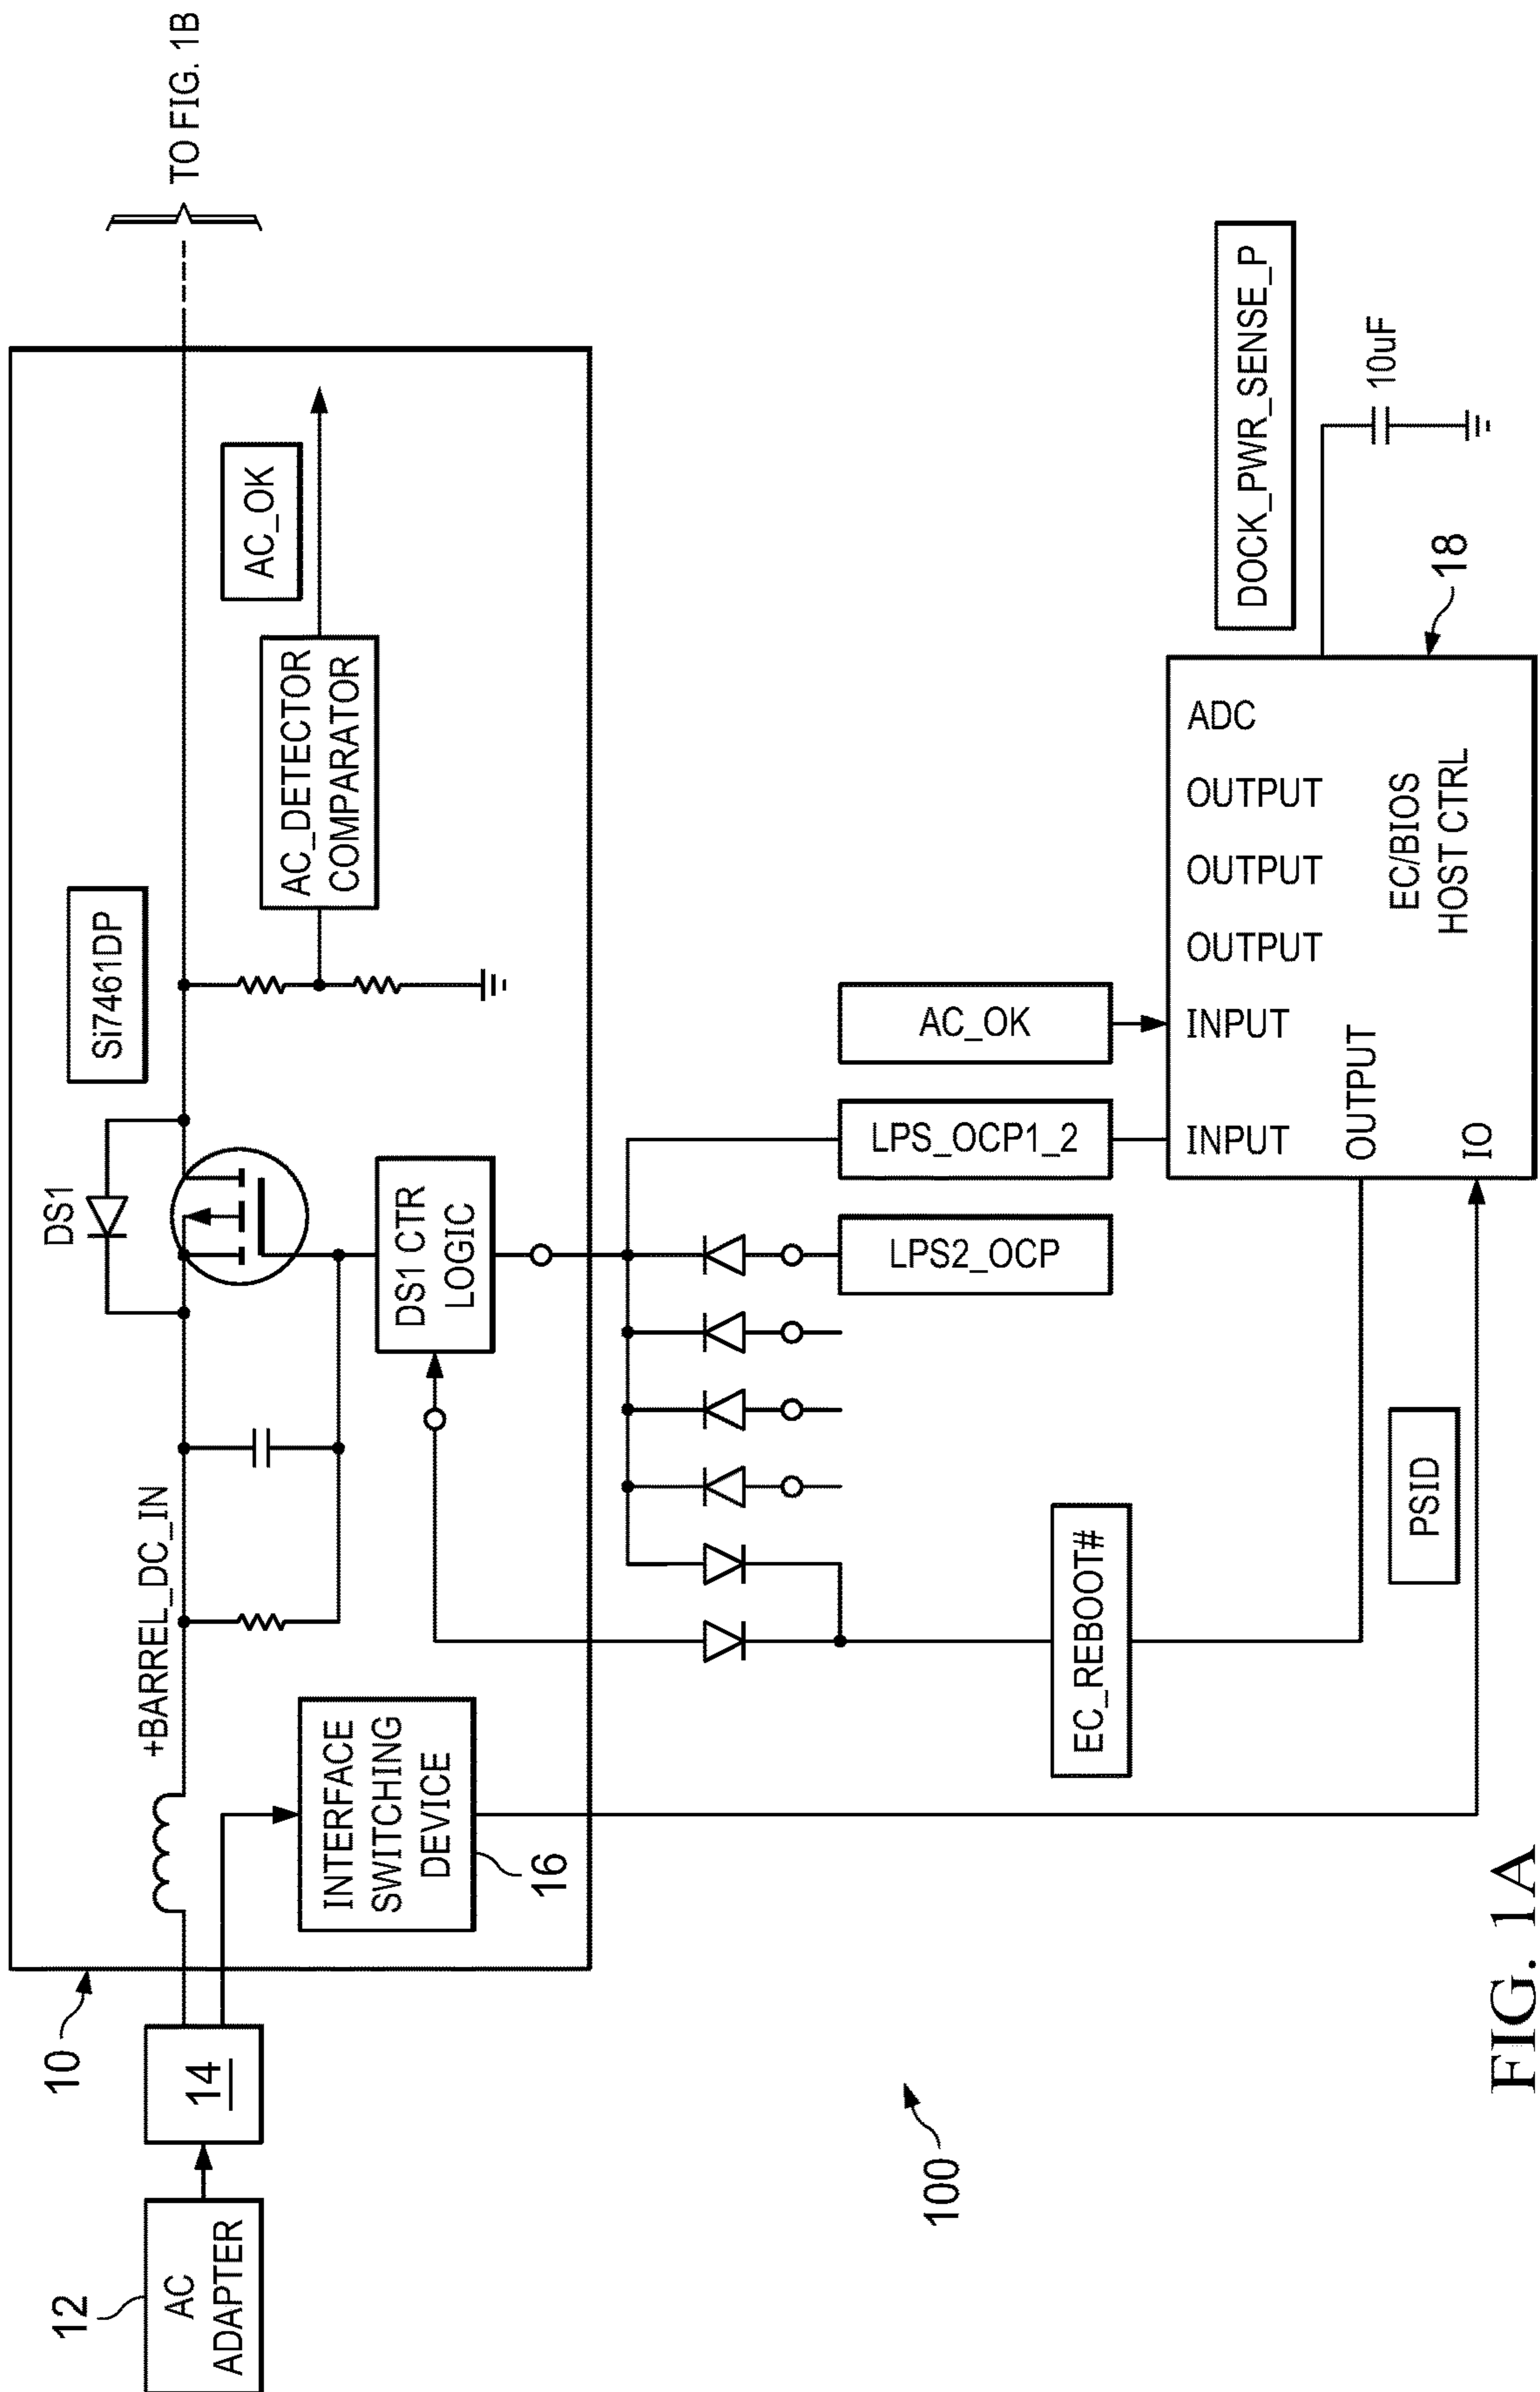 TO FIG. 1B
10
Si7461DP
DS1
+BARREL_DC_IN
AC_OK
AC_DETECTOR
COMPARATOR
DS1 CTR
LOGIC
INTERFACE
SWITCHING
DEVICE
16
12
AC
ADAPTER
14
LPS2_OCP
LPS_OCP1_2
AC_OK
EC_REBOOT#
PSID
DOCK_PWR_SENSE_P
10uF
18
INPUT
INPUT
OUTPUT
OUTPUT
OUTPUT
ADC
EC/BIOS
HOST CTRL
OUTPUT
IO
100
FIG. 1A